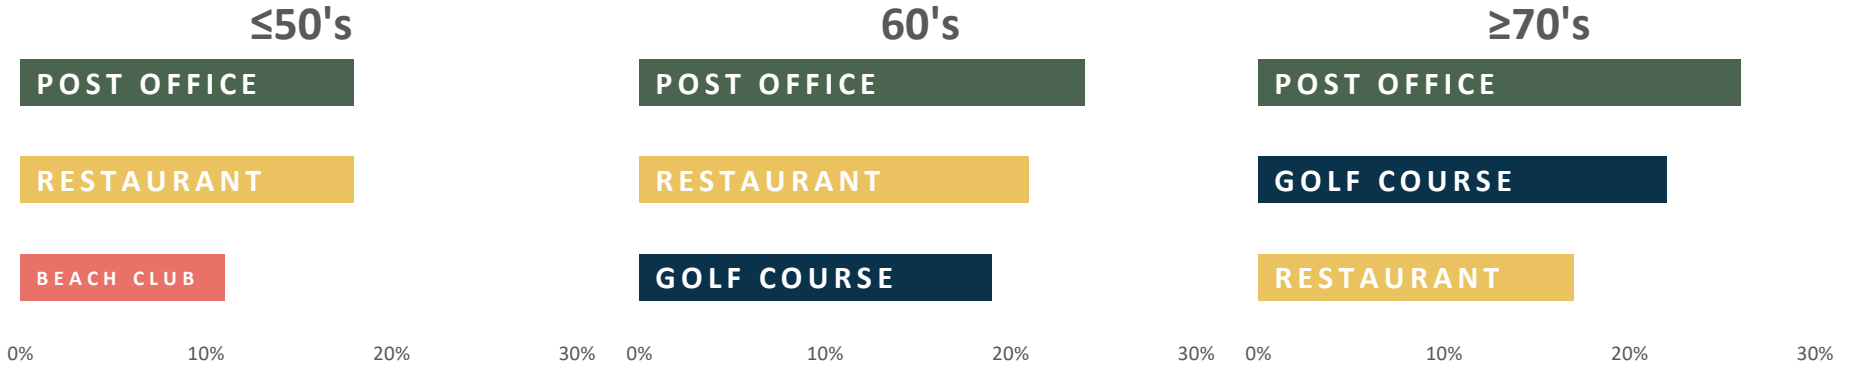 ≤50's
POST OFFICE
RESTAURANT
BEACH CLUB
0% 10% 20% 30%
60's
POST OFFICE
RESTAURANT
GOLF COURSE
0% 10% 20% 30%
≥70's
POST OFFICE
GOLF COURSE
RESTAURANT
0% 10% 20% 30%